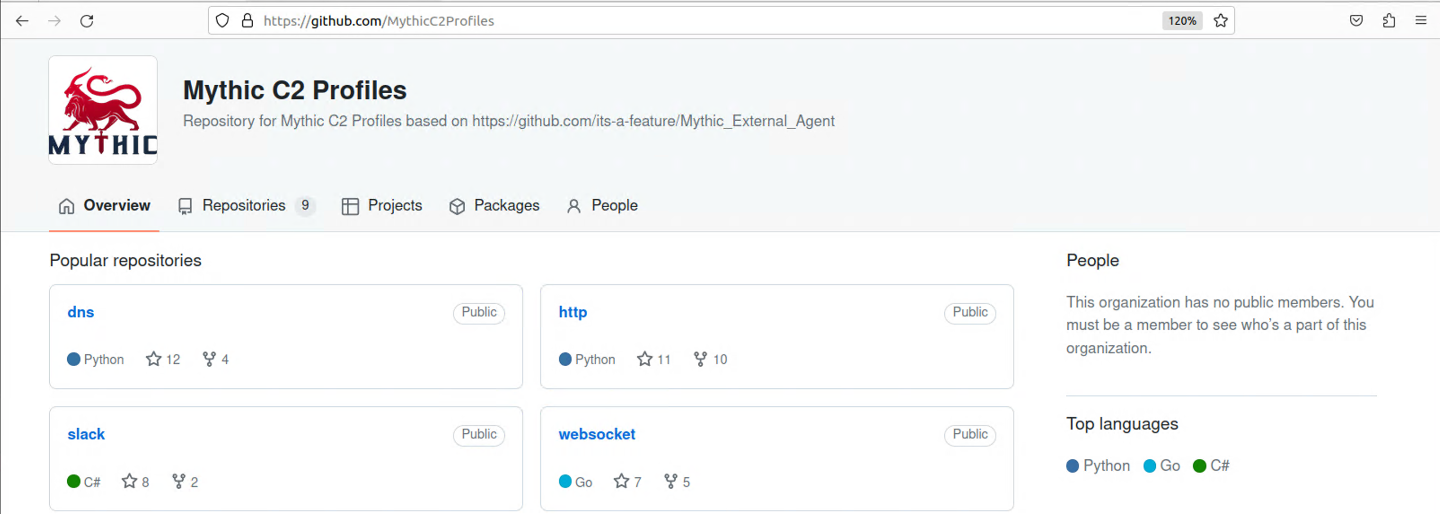 https://github.com/MythicC2Profiles
120%
MYTHIC
Mythic C2 Profiles
Repository for Mythic C2 Profiles based on https://github.com/its-a-feature/Mythic_External_Agent
Overview
Repositories 9
Projects
Packages
People
Popular repositories
dns
Public
Python 12 4
http
Public
Python 11 10
slack
Public
C# 8 2
websocket
Public
Go 7 5
People
This organization has no public members. You
must be a member to see who's a part of this
organization.
Top languages
Python Go C#